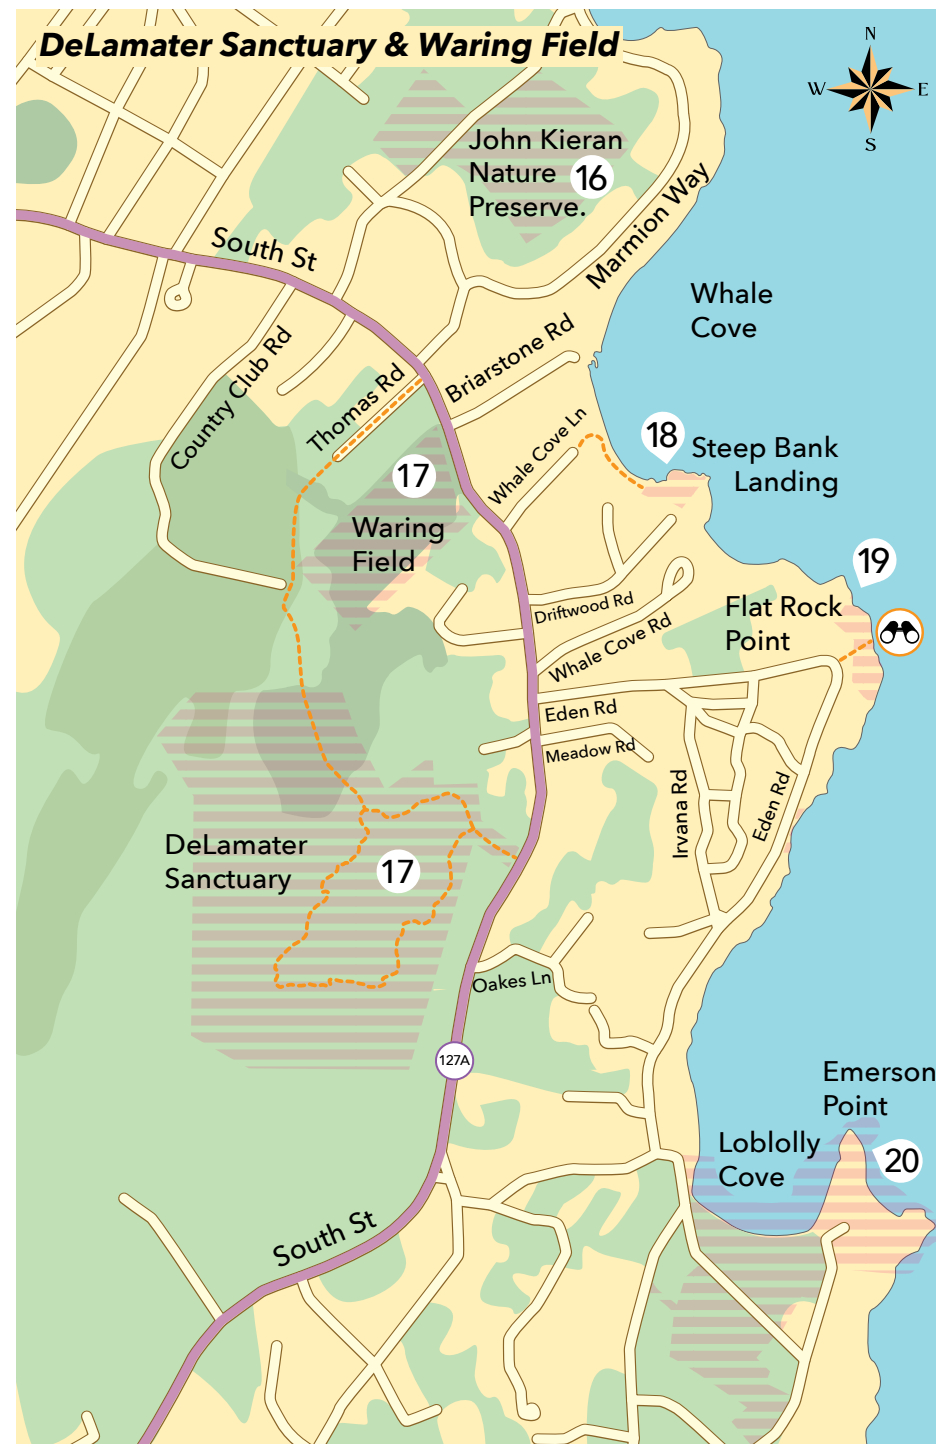 DeLamater Sanctuary & Waring Field
N
W
E
S
John Kieran
Nature
Preserve.
16
Marmion Way
South St
Whale
Cove
Country Club Rd
Thomas Rd
Briarstone Rd
Whale Cove Ln
18
Steep Bank
Landing
17
Waring
Field
19
Driftwood Rd
Flat Rock
Point
Whale Cove Rd
Eden Rd
Meadow Rd
Irvana Rd
Eden Rd
DeLamater
Sanctuary
17
Oakes Ln
127A
Emerson
Point
Loblolly
Cove
20
South St